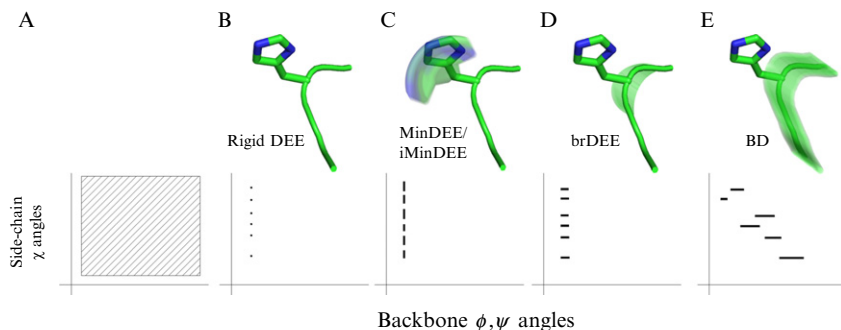 A
B
C
D
E
Rigid DEE
MinDEE/
iMinDEE
brDEE
BD
Side-chain
χ angles
Backbone ϕ,ψ angles